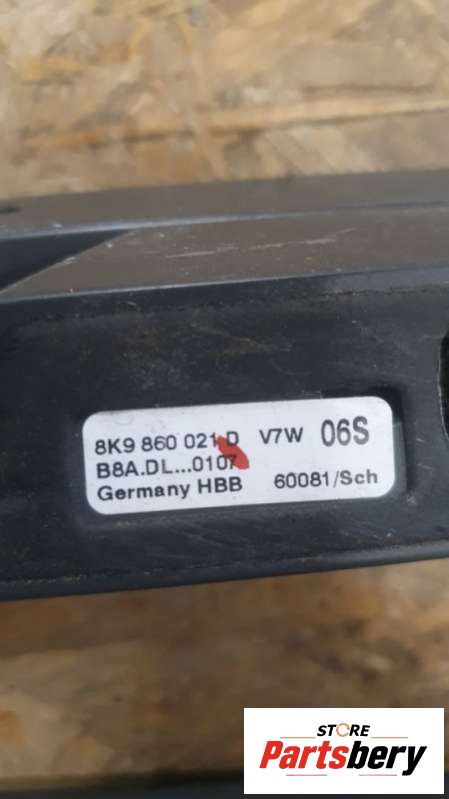 8K9 860 021 D V7W 06S
B8A.DL...0107
Germany HBB 60081/Sch
STORE
Partsbery